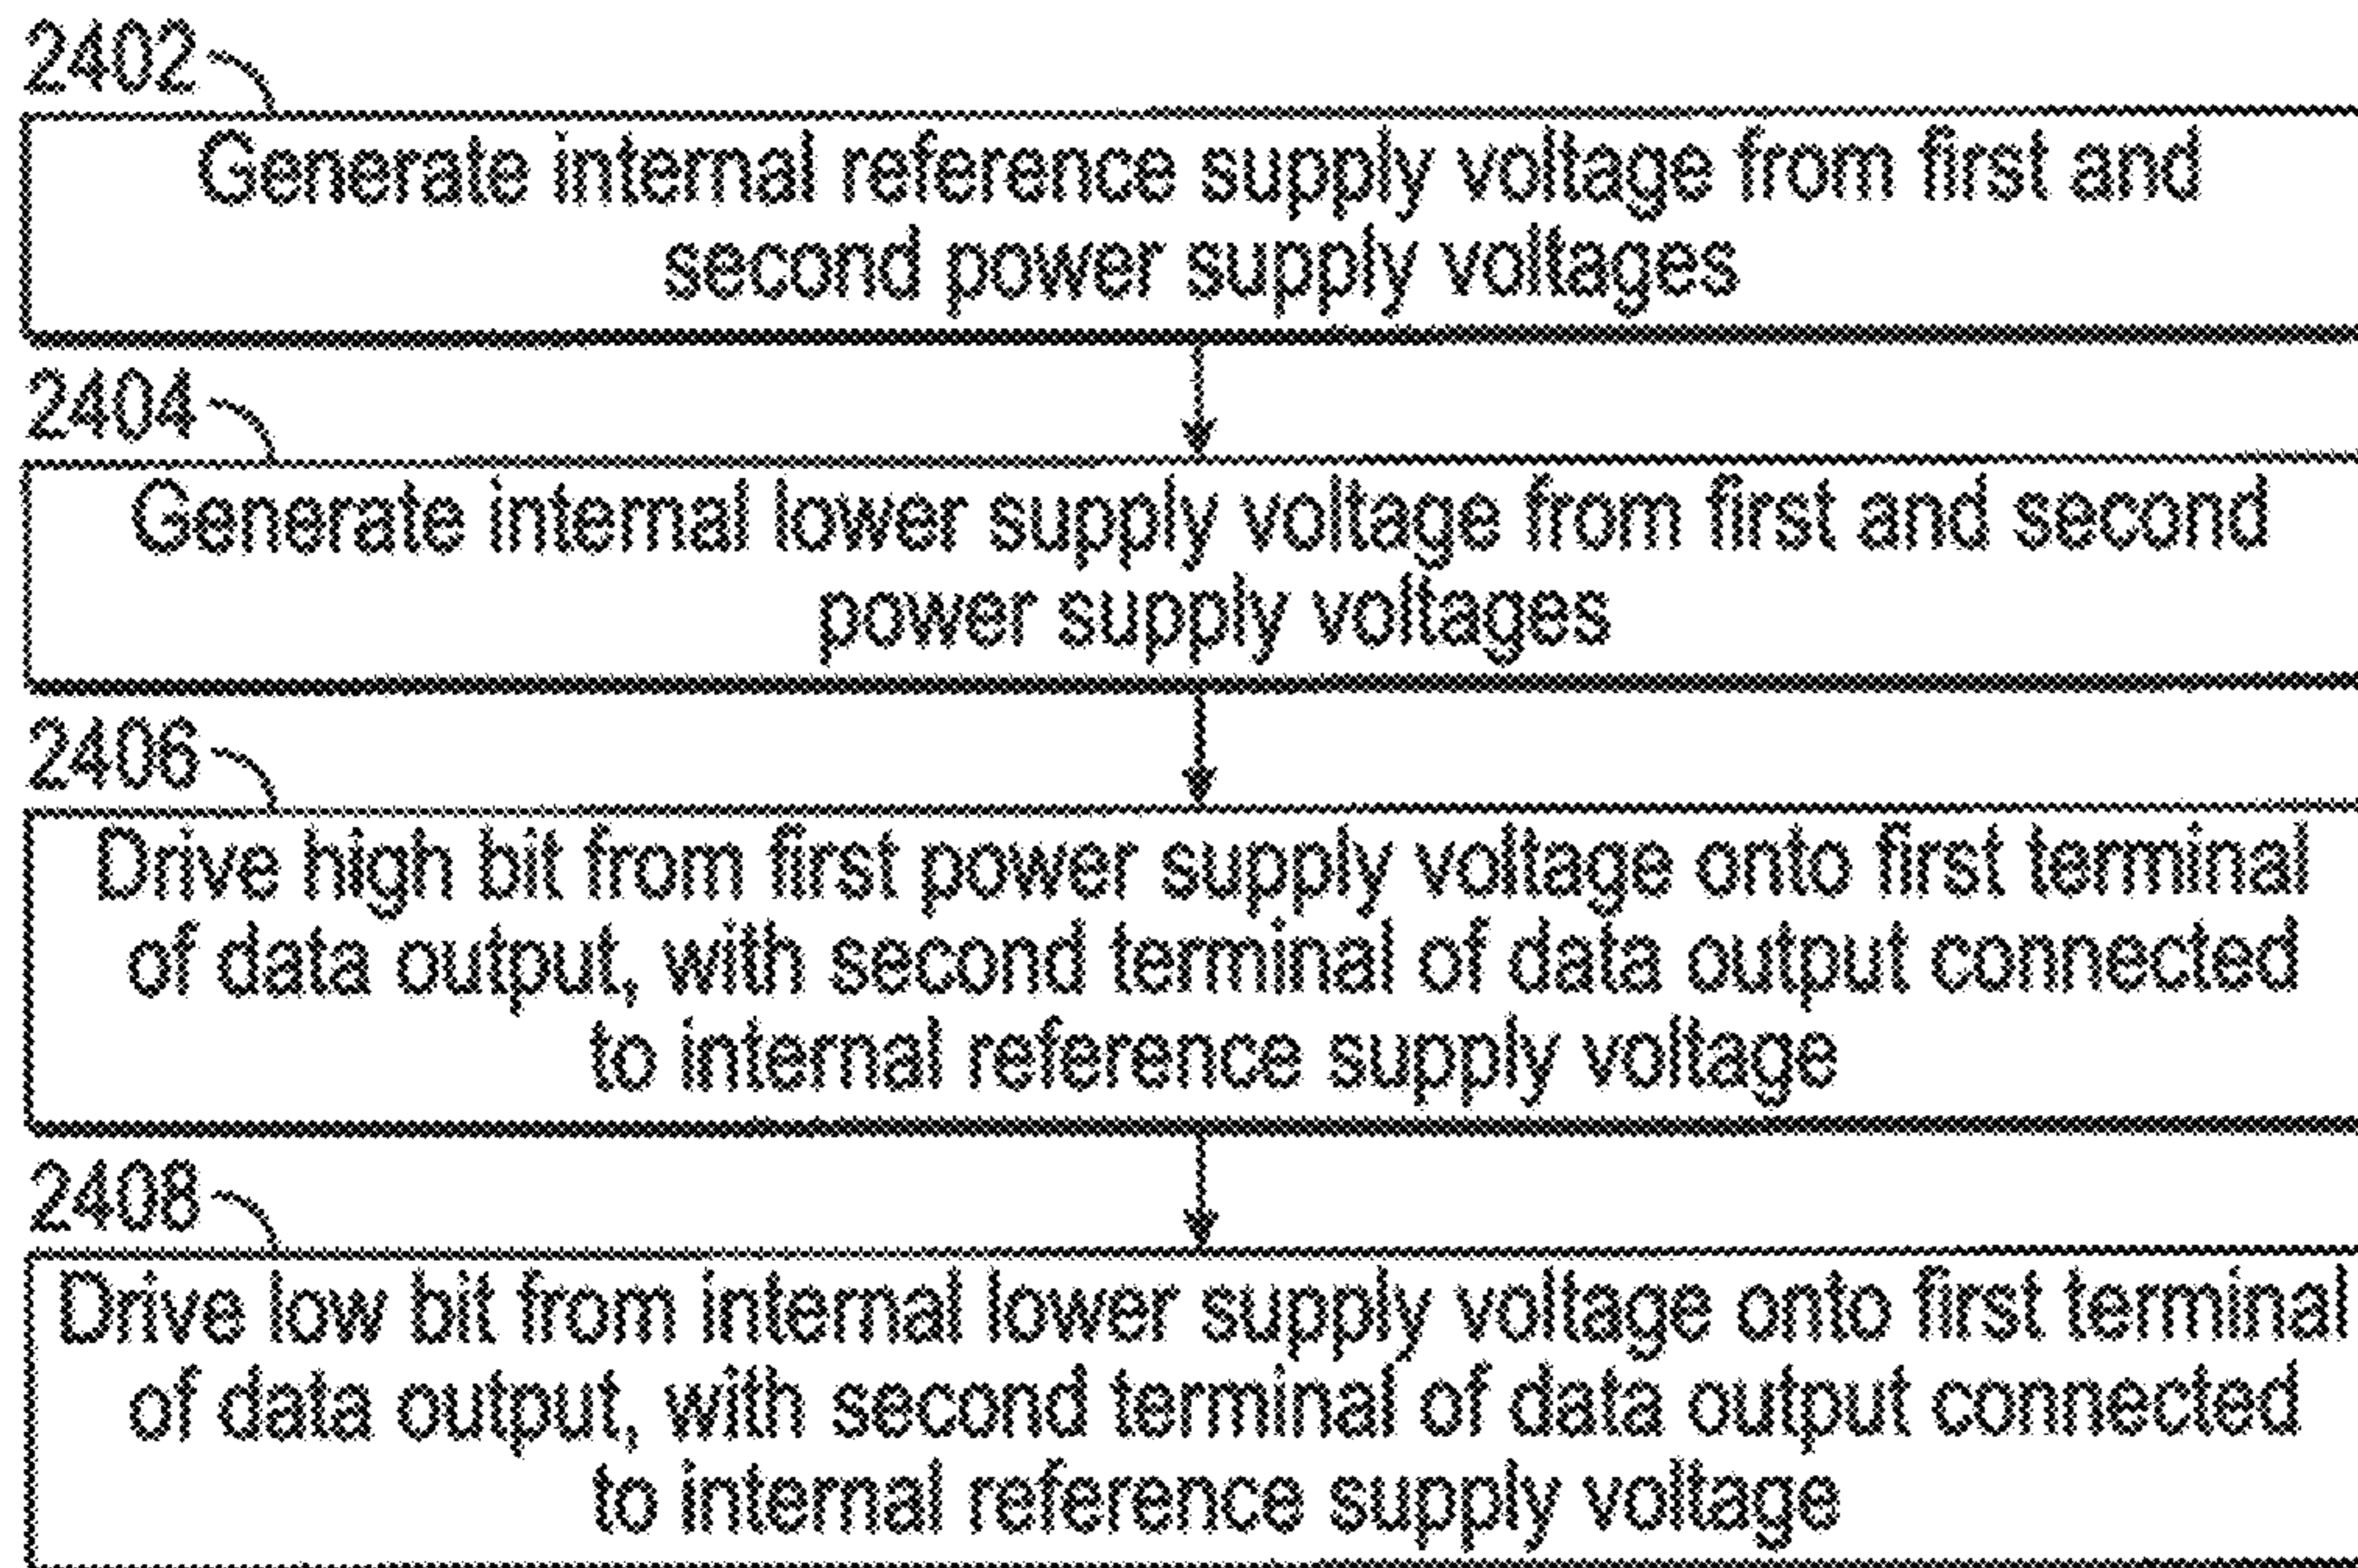 2402
Generate internal reference supply voltage from first and
second power supply voltages
2404
Generate internal lower supply voltage from first and second
power supply voltages
2406
Drive high bit from first power supply voltage onto first terminal
of data output, with second terminal of data output connected
to internal reference supply voltage
2408
Drive low bit from internal lower supply voltage onto first terminal
of data output, with second terminal of data output connected
to internal reference supply voltage